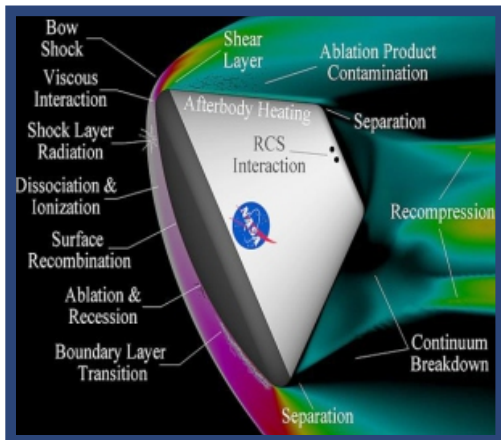 Bow
Shock
Viscous
Interaction
Shock Layer
Radiation
Dissociation &
Ionization
Surface
Recombination
Ablation &
Recession
Boundary Layer
Transition
Shear
Layer
Ablation Product
Contamination
Afterbody Heating
Separation
RCS
Interaction
NASA
Recompression
Continuum
Breakdown
Separation